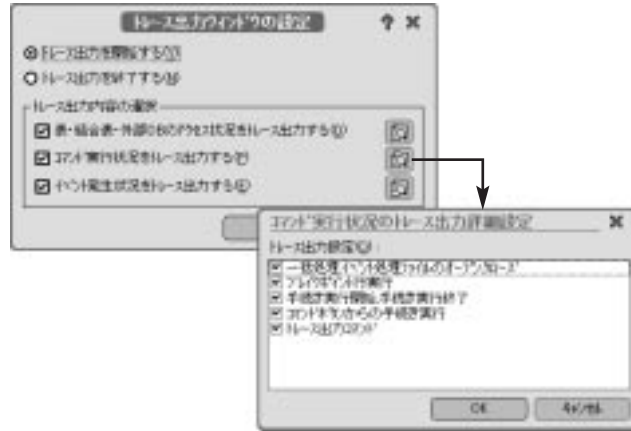 トレース出力ウィンドウの設定
トレース出力を開始する(Y)
トレース出力を終了する(N)
トレース出力内容の選択
表・結合表・外部DBのアクセス状況をトレース出力する(D)
コマンド実行状況をトレース出力する(P)
イベント発生状況をトレース出力する(E)
コマンド実行状況のトレース出力詳細設定
トレース出力設定(Q):
一括処理/イベント処理ファイルのオープン/クローズ
ブレイクポイント行実行
手続き実行開始,手続き実行終了
コマンドボタンからの手続き実行
トレース出力コマンド
OK
キャンセル